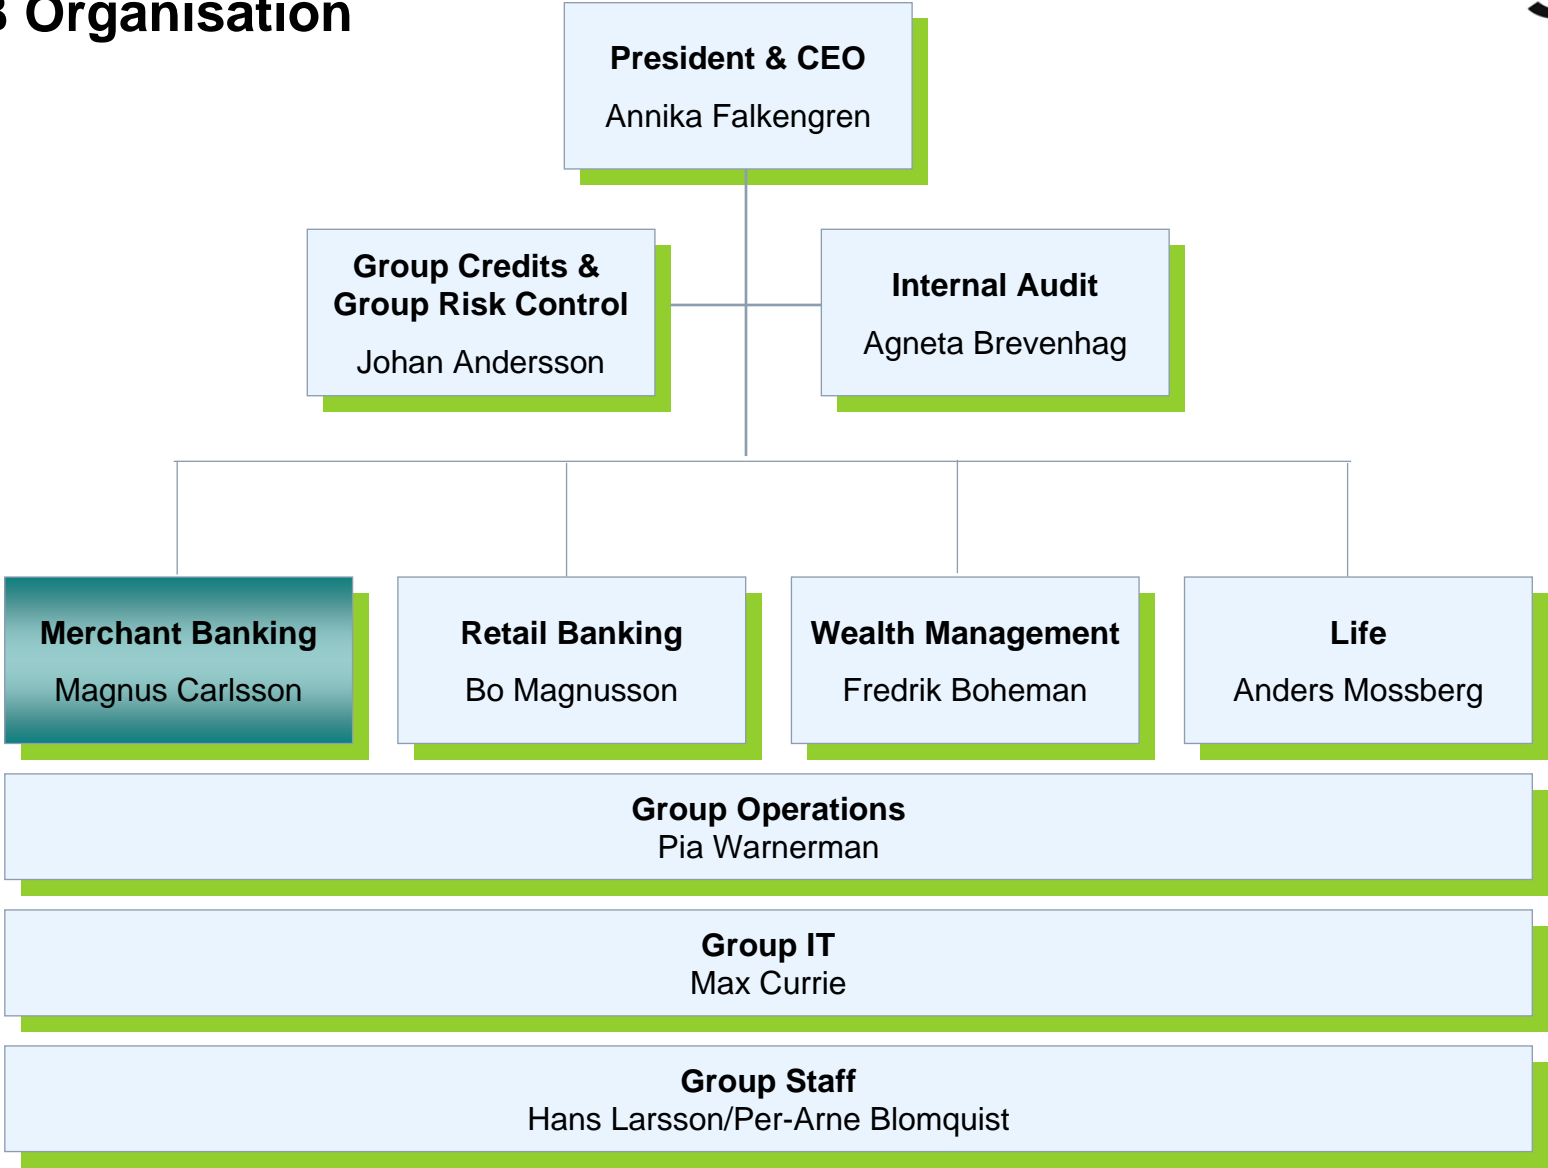 Organisation
President & CEO
Annika Falkengren
Group Credits &
Group Risk Control
Johan Andersson
Internal Audit
Agneta Brevenhag
Merchant Banking
Magnus Carlsson
Retail Banking
Bo Magnusson
Wealth Management
Fredrik Boheman
Life
Anders Mossberg
Group Operations
Pia Warnerman
Group IT
Max Currie
Group Staff
Hans Larsson/Per-Arne Blomquist